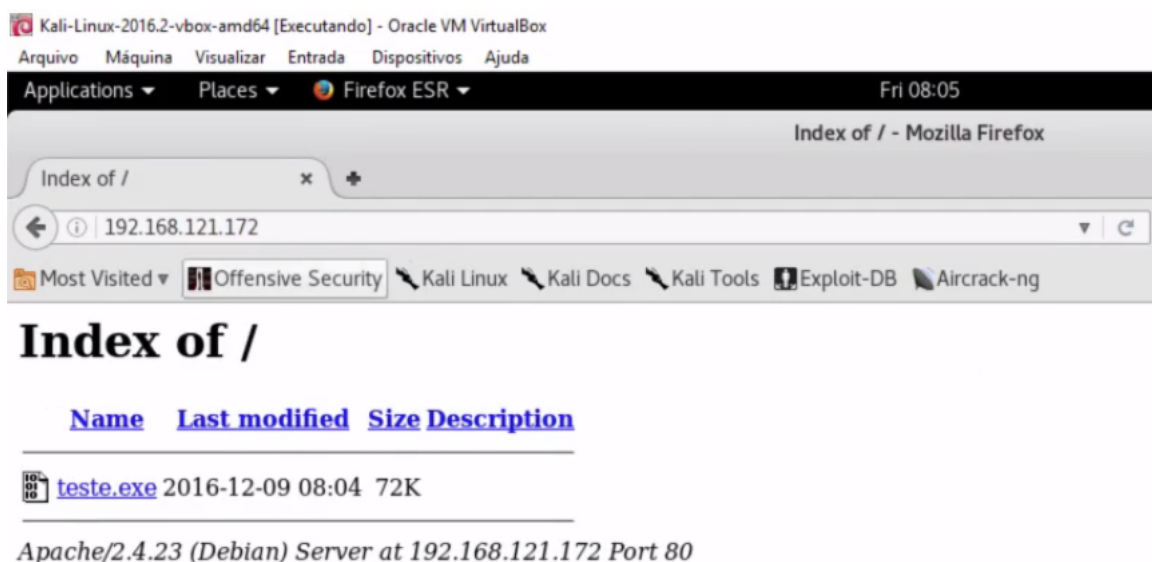 Kali-Linux-2016.2-vbox-amd64 [Executando] - Oracle VM VirtualBox
Arquivo Máquina Visualizar Entrada Dispositivos Ajuda
Applications Places Firefox ESR Fri 08:05
Index of / - Mozilla Firefox
Index of /
192.168.121.172
Most Visited Offensive Security Kali Linux Kali Docs Kali Tools Exploit-DB Aircrack-ng
Index of /
Name Last modified Size Description
teste.exe 2016-12-09 08:04 72K
Apache/2.4.23 (Debian) Server at 192.168.121.172 Port 80